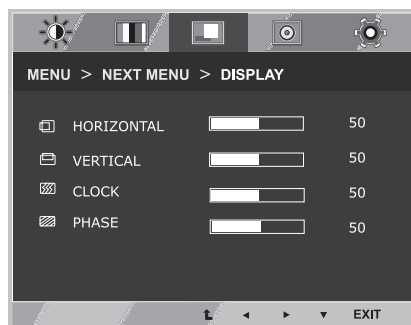 MENU > NEXT MENU > DISPLAY
HORIZONTAL 50
VERTICAL 50
CLOCK 50
PHASE 50
EXIT